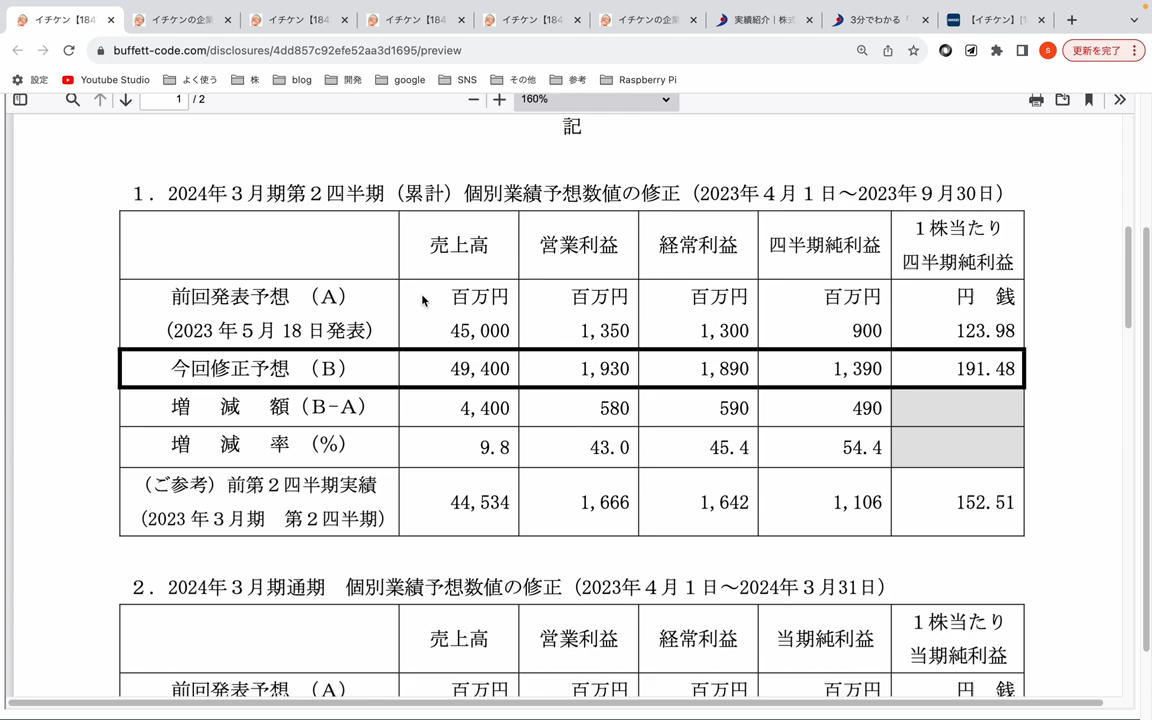 イチケン【184
イチケンの企業
イチケン【184
イチケン【184
イチケン【184
イチケンの企業
実績紹介｜株式
3分でわかる「
【イチケン】[1
buffett-code.com/disclosures/4dd857c92efe52aa3d1695/preview
S
更新を完了
設定 Youtube Studio よく使う 株 blog 開発 google SNS その他 参考 Raspberry Pi
1 / 2 160%
記
１．2024年３月期第２四半期（累計）個別業績予想数値の修正（2023年４月１日～2023年９月30日）
売上高 営業利益 経常利益 四半期純利益 １株当たり
四半期純利益
前回発表予想　（Ａ） 百万円 百万円 百万円 百万円 円　銭
（2023 年５月 18 日発表） 45,000 1,350 1,300 900 123.98
今回修正予想　（Ｂ） 49,400 1,930 1,890 1,390 191.48
増　減　額（Ｂ−Ａ） 4,400 580 590 490
増　減　率　（％） 9.8 43.0 45.4 54.4
（ご参考）前第２四半期実績
（2023 年３月期　第２四半期） 44,534 1,666 1,642 1,106 152.51
２．2024年３月期通期　個別業績予想数値の修正（2023年４月１日～2024年３月31日）
売上高 営業利益 経常利益 当期純利益 １株当たり
当期純利益
前回発表予想　（Ａ） 百万円 百万円 百万円 百万円 円　銭